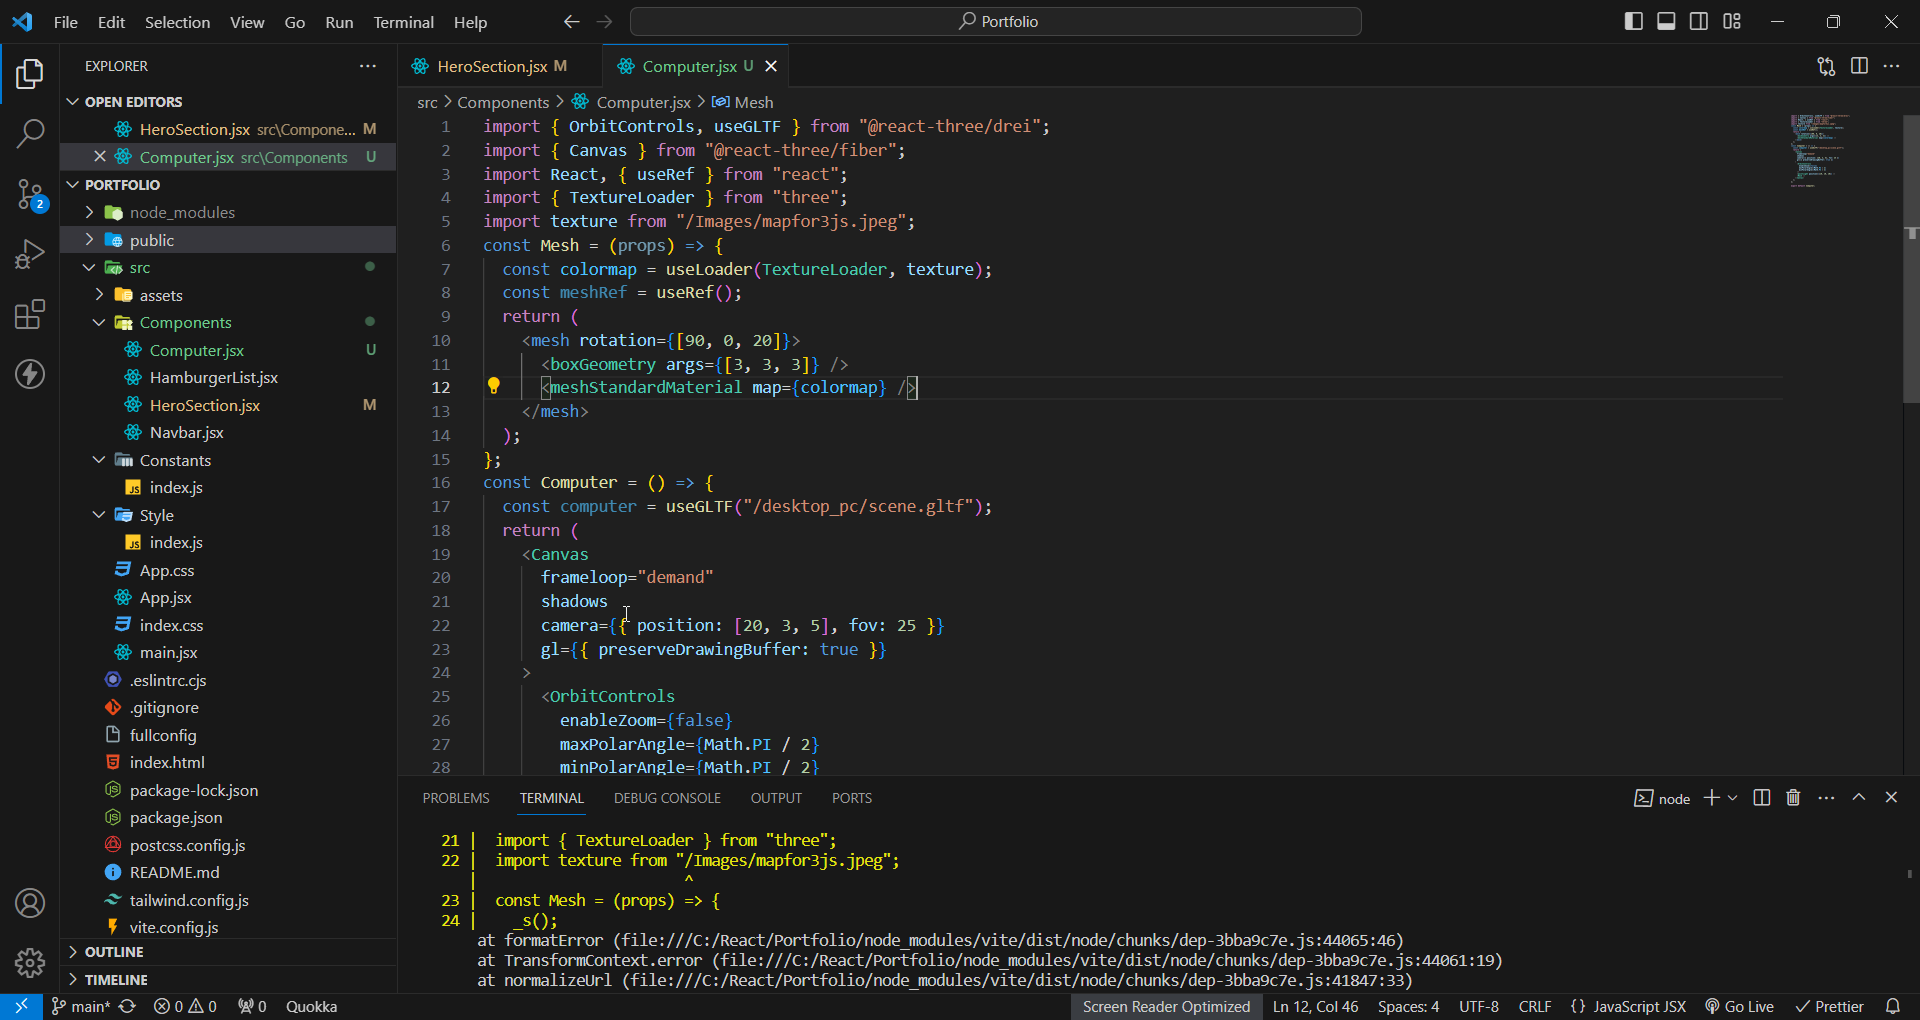 File Edit Selection View Go Run Terminal Help
Portfolio
EXPLORER
OPEN EDITORS
HeroSection.jsx src\Compone... M
Computer.jsx src\Components U
PORTFOLIO
node_modules
public
src
assets
Components
Computer.jsx U
HamburgerList.jsx
HeroSection.jsx M
Navbar.jsx
Constants
index.js
Style
index.js
App.css
App.jsx
index.css
main.jsx
.eslintrc.cjs
.gitignore
fullconfig
index.html
package-lock.json
package.json
postcss.config.js
README.md
tailwind.config.js
vite.config.js
OUTLINE
TIMELINE
2
HeroSection.jsx M
Computer.jsx U
src > Components > Computer.jsx > Mesh
1 import { OrbitControls, useGLTF } from "@react-three/drei";
2 import { Canvas } from "@react-three/fiber";
3 import React, { useRef } from "react";
4 import { TextureLoader } from "three";
5 import texture from "/Images/mapfor3js.jpeg";
6 const Mesh = (props) => {
7 const colormap = useLoader(TextureLoader, texture);
8 const meshRef = useRef();
9 return (
10 <mesh rotation={[90, 0, 20]}>
11 <boxGeometry args={[3, 3, 3]} />
12 <meshStandardMaterial map={colormap} />
13 </mesh>
14 );
15 };
16 const Computer = () => {
17 const computer = useGLTF("/desktop_pc/scene.gltf");
18 return (
19 <Canvas
20 frameloop="demand"
21 shadows
22 camera={{ position: [20, 3, 5], fov: 25 }}
23 gl={{ preserveDrawingBuffer: true }}
24 >
25 <OrbitControls
26 enableZoom={false}
27 maxPolarAngle={Math.PI / 2}
28 minPolarAngle={Math.PI / 2}
PROBLEMS TERMINAL DEBUG CONSOLE OUTPUT PORTS
node
21 | import { TextureLoader } from "three";
22 | import texture from "/Images/mapfor3js.jpeg";
| ^
23 | const Mesh = (props) => {
24 | _s();
at formatError (file:///C:/React/Portfolio/node_modules/vite/dist/node/chunks/dep-3bba9c7e.js:44065:46)
at TransformContext.error (file:///C:/React/Portfolio/node_modules/vite/dist/node/chunks/dep-3bba9c7e.js:44061:19)
at normalizeUrl (file:///C:/React/Portfolio/node_modules/vite/dist/node/chunks/dep-3bba9c7e.js:41847:33)
main* 0 0 0 Quokka
Screen Reader Optimized Ln 12, Col 46 Spaces: 4 UTF-8 CRLF {} JavaScript JSX Go Live Prettier